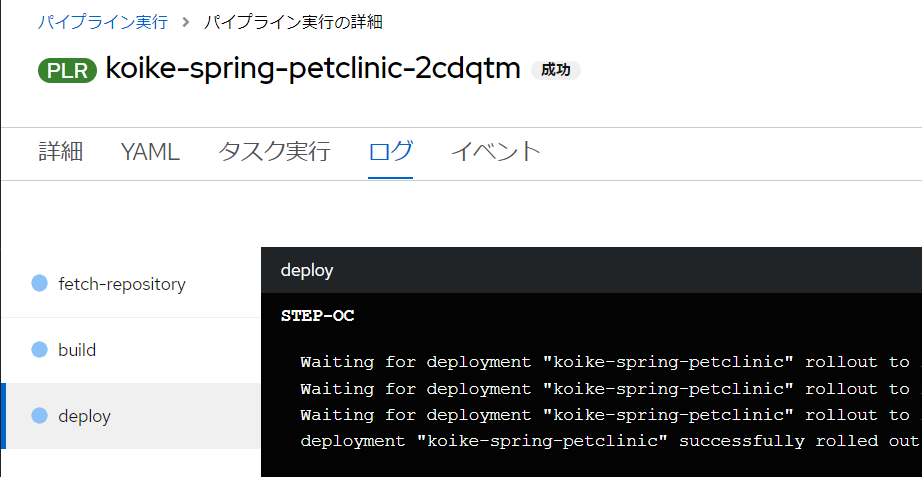 パイプライン実行 > パイプライン実行の詳細
PLR koike-spring-petclinic-2cdqtm 成功
詳細 YAML タスク実行 ログ イベント
fetch-repository
build
deploy
deploy
STEP-OC
Waiting for deployment "koike-spring-petclinic" rollout to
Waiting for deployment "koike-spring-petclinic" rollout to
Waiting for deployment "koike-spring-petclinic" rollout to
deployment "koike-spring-petclinic" successfully rolled out